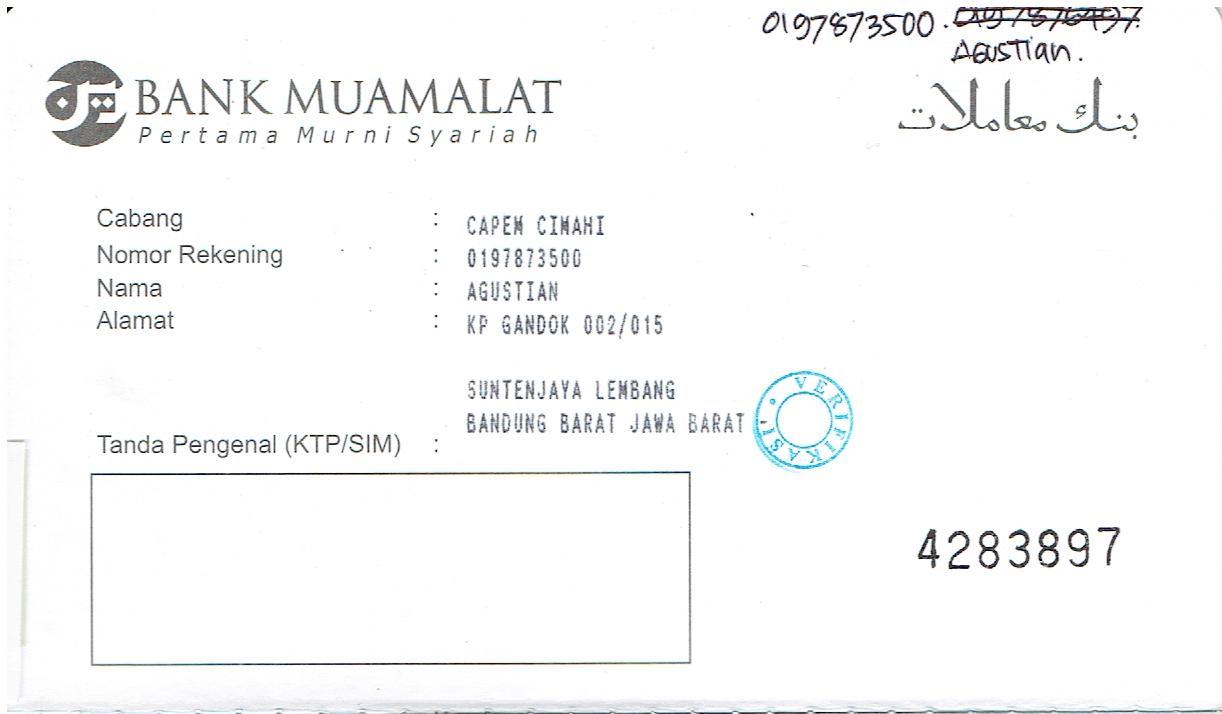 0197873500.
Agustian.
BANK MUAMALAT
Pertama Murni Syariah
بنك معاملات
Cabang : CAPEM CIMAHI
Nomor Rekening : 0197873500
Nama : AGUSTIAN
Alamat : KP GANDOK 002/015
SUNTENJAYA LEMBANG
BANDUNG BARAT JAWA BARAT
VERIFIKASI
Tanda Pengenal (KTP/SIM) :
4283897